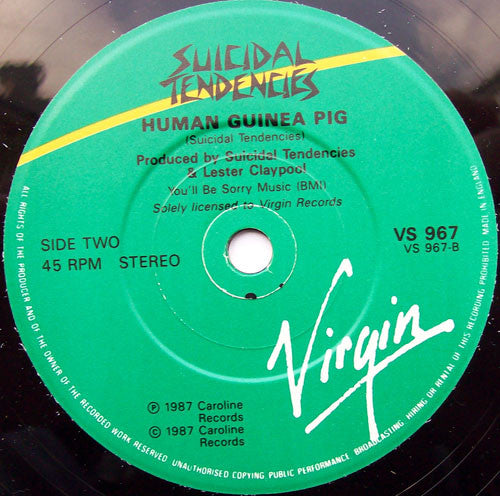 SUICIDAL
TENDENCIES
HUMAN GUINEA PIG
(Suicidal Tendencies)
Produced by Suicidal Tendencies
& Lester Claypool
You'll Be Sorry Music (BMI)
Solely licensed to Virgin Records
SIDE TWO
45 RPM STEREO
VS 967
VS 967-B
Virgin
℗ 1987 Caroline
Records
© 1987 Caroline
Records
ALL RIGHTS OF THE RECORD PRODUCER AND OF THE OWNER OF THE RECORDED WORK RESERVED. UNAUTHORISED COPYING PUBLIC PERFORMANCE BROADCASTING HIRING OR RENTAL OF THIS RECORDING PROHIBITED. MADE IN ENGLAND